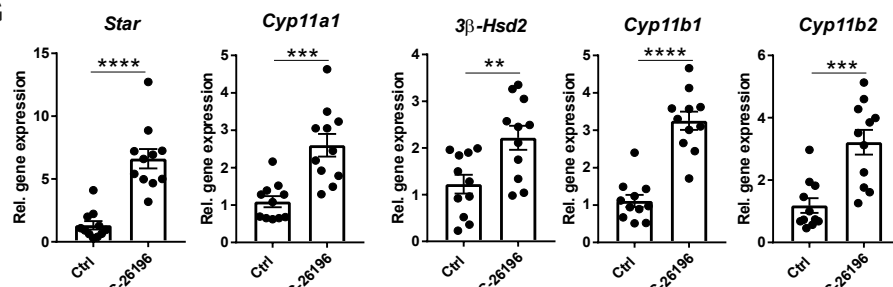 Star
Cyp11a1
3β-Hsd2
Cyp11b1
Cyp11b2
Rel. gene expression
15
10
5
0
****
Ctrl
Rel. gene expression
5
4
3
2
1
0
***
Ctrl
Rel. gene expression
4
3
2
1
0
**
Ctrl
Rel. gene expression
5
4
3
2
1
0
****
Ctrl
Rel. gene expression
6
4
2
0
***
Ctrl